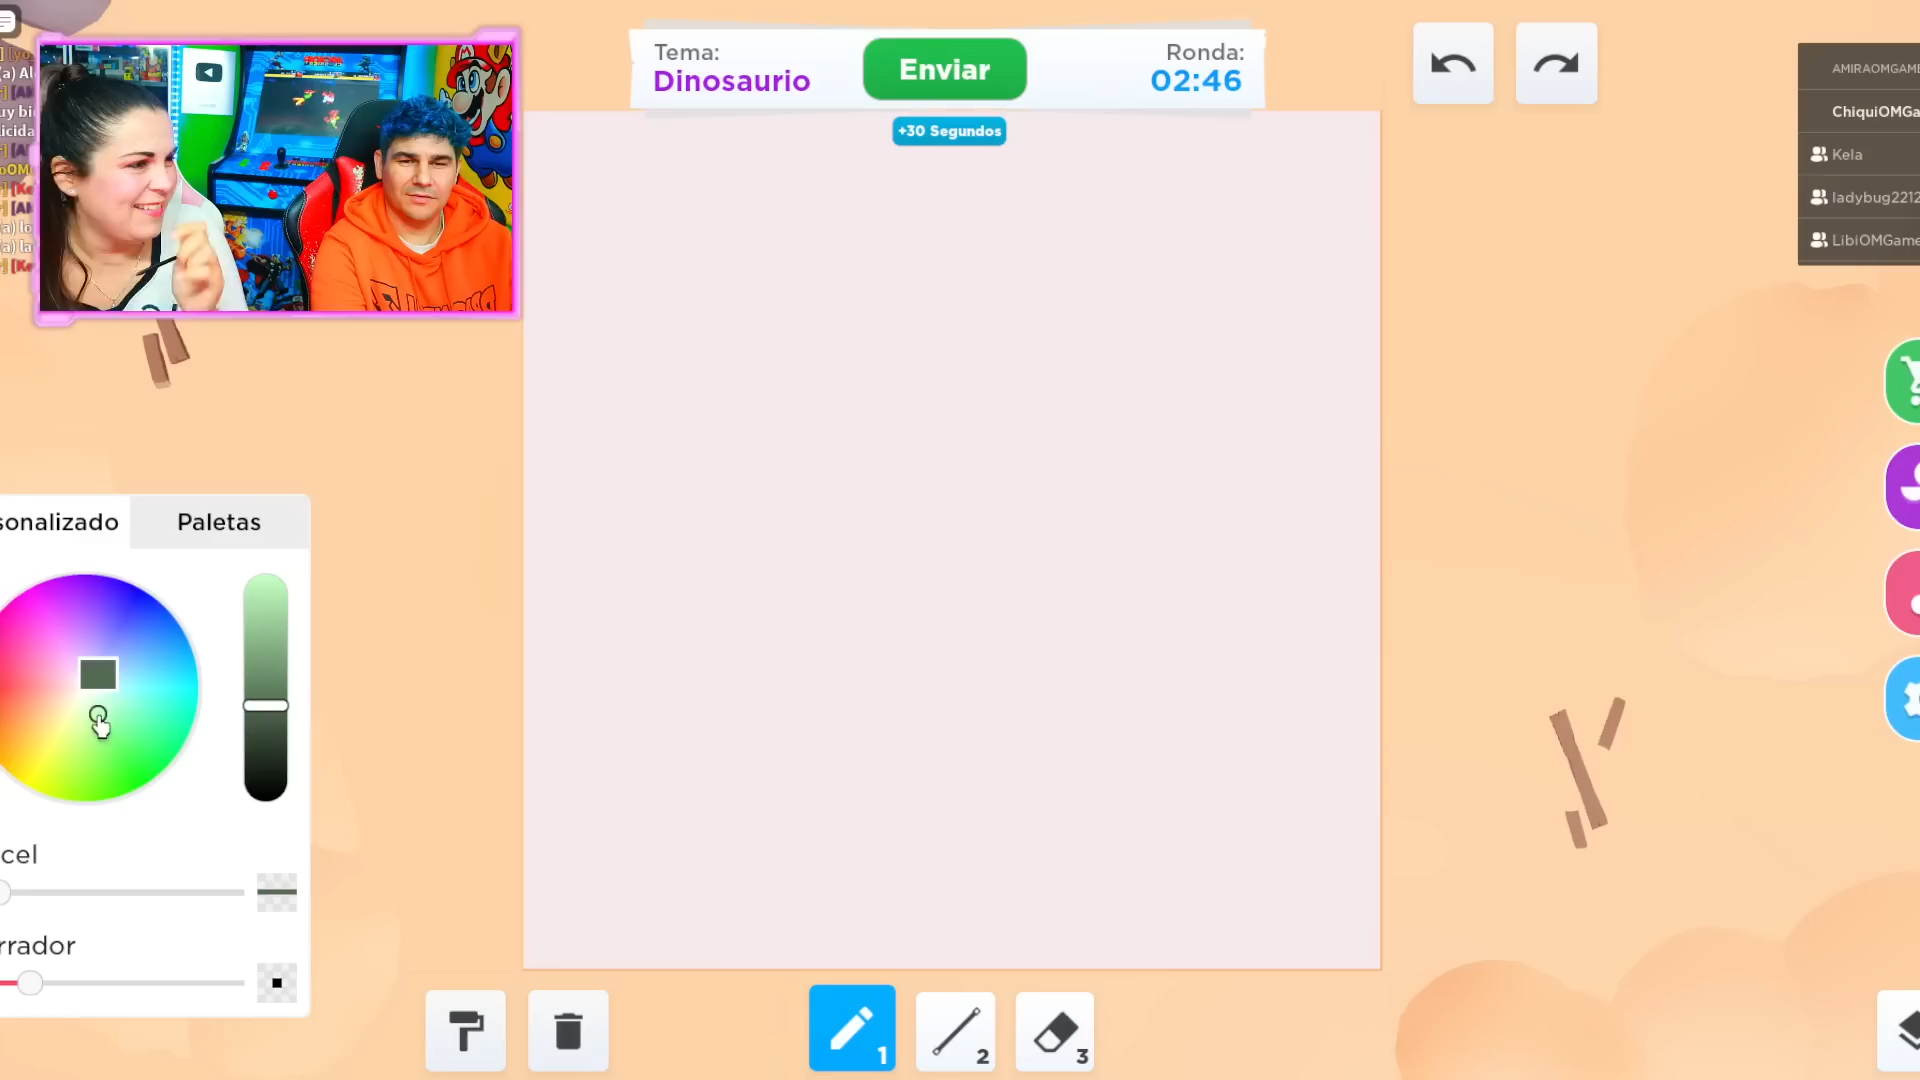 Tema:
Dinosaurio
Enviar
Ronda:
02:46
+30 Segundos
AMIRAOMGAME
ChiquiOMGa
Kela
ladybug2212
LibiOMGame
sonalizado
Paletas
cel
rrador
1
2
3